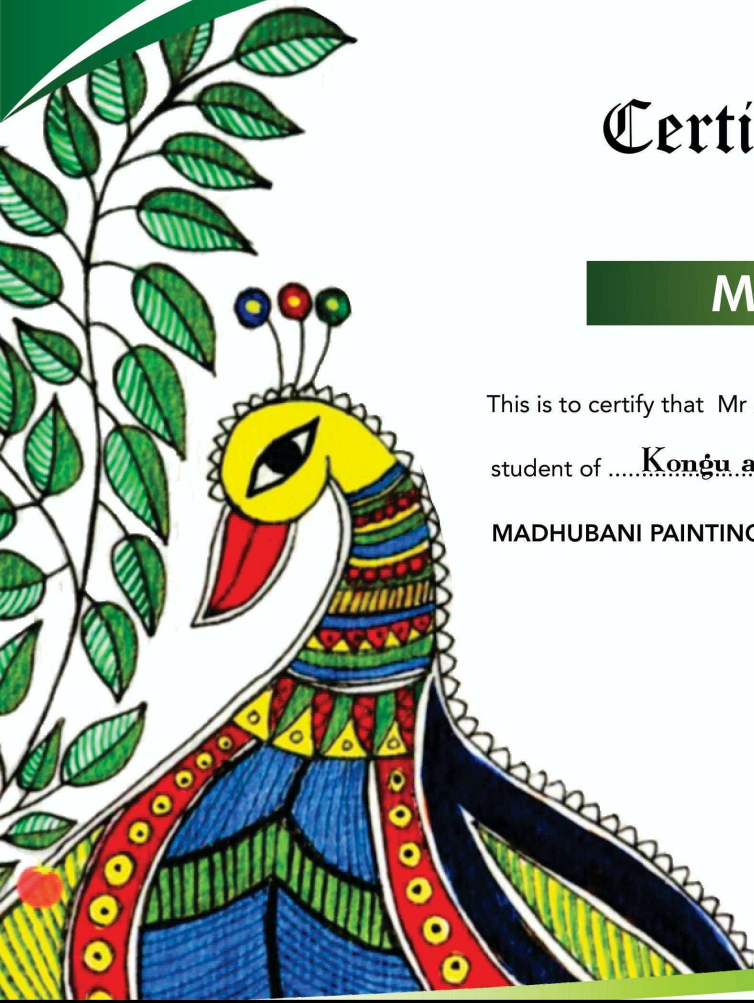 Certi
M
This is to certify that Mr
student of ..... Kongu a
MADHUBANI PAINTING